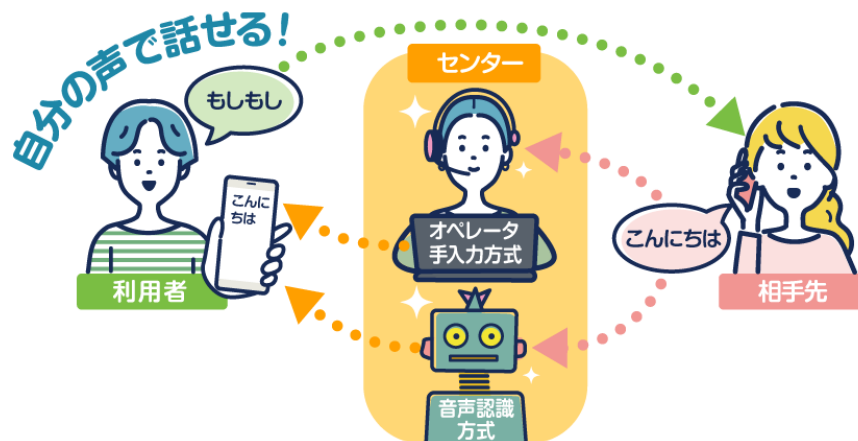 自分の声で話せる!
もしもし
センター
こんに
ちは
オペレータ
手入力方式
こんにちは
利用者
相手先
音声認識
方式